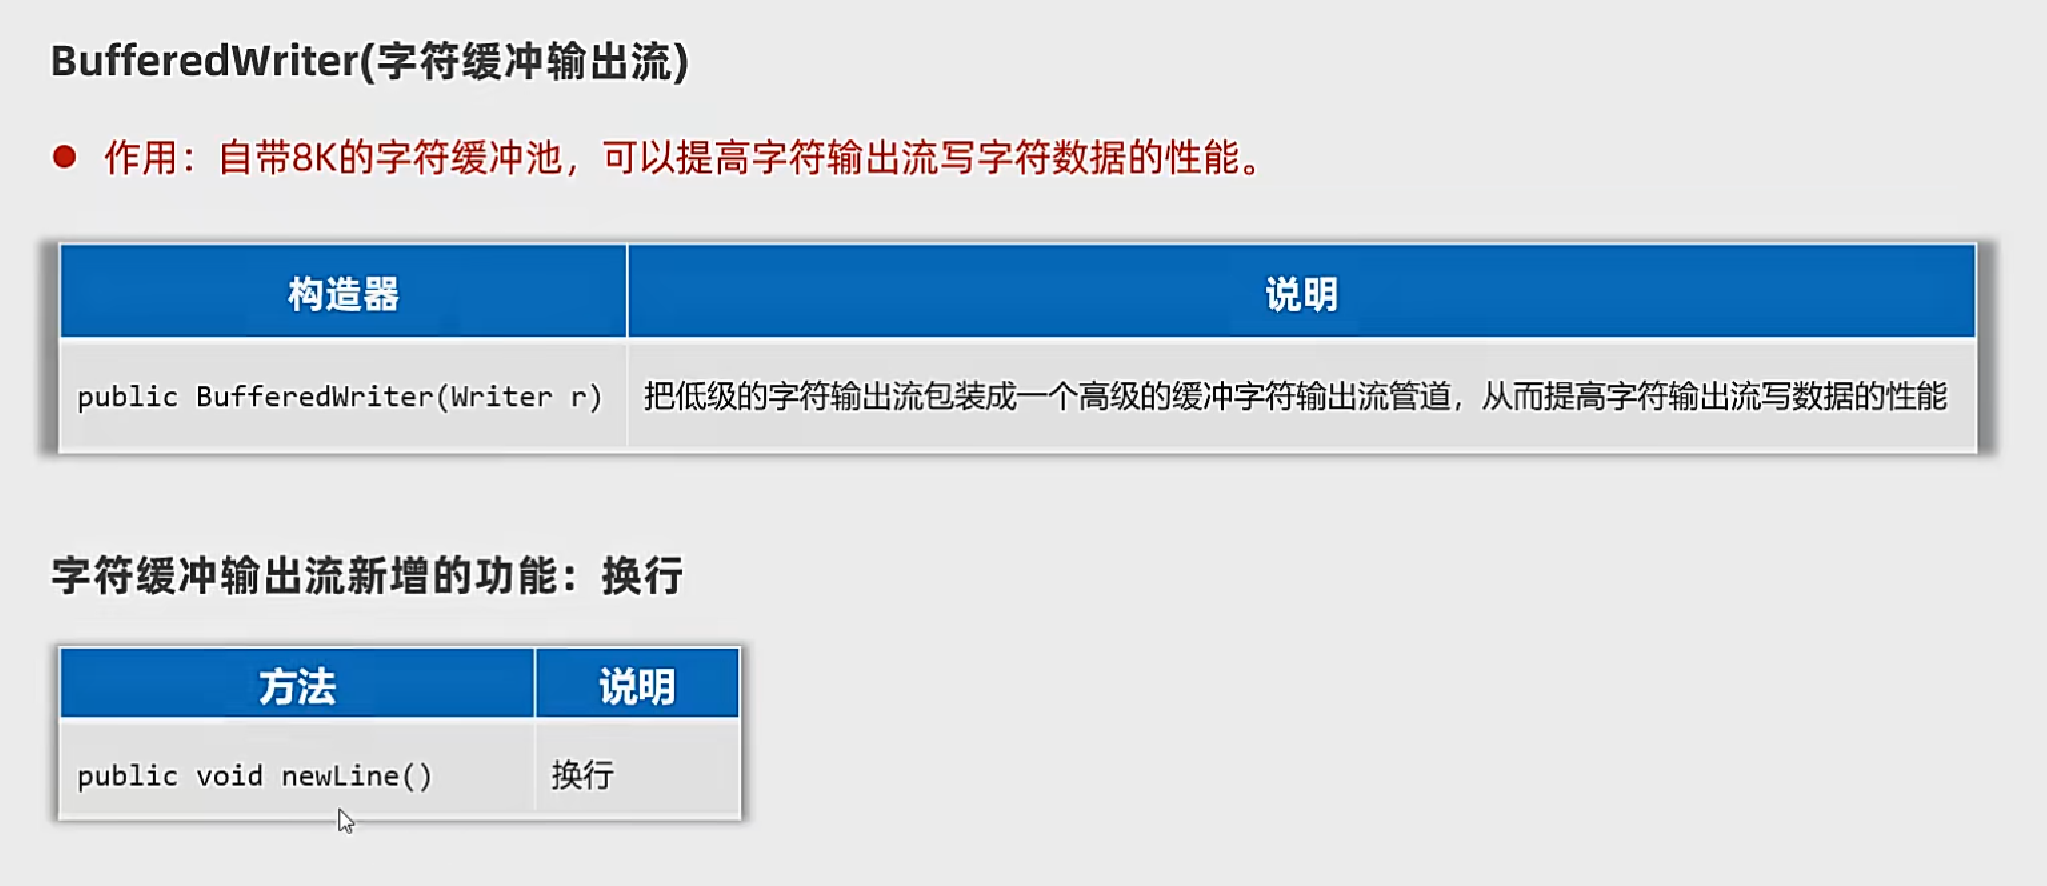 BufferedWriter(字符缓冲输出流)
作用：自带8K的字符缓冲池，可以提高字符输出流写字符数据的性能。
构造器 说明
public BufferedWriter(Writer r) 把低级的字符输出流包装成一个高级的缓冲字符输出流管道，从而提高字符输出流写数据的性能
字符缓冲输出流新增的功能：换行
方法 说明
public void newLine() 换行